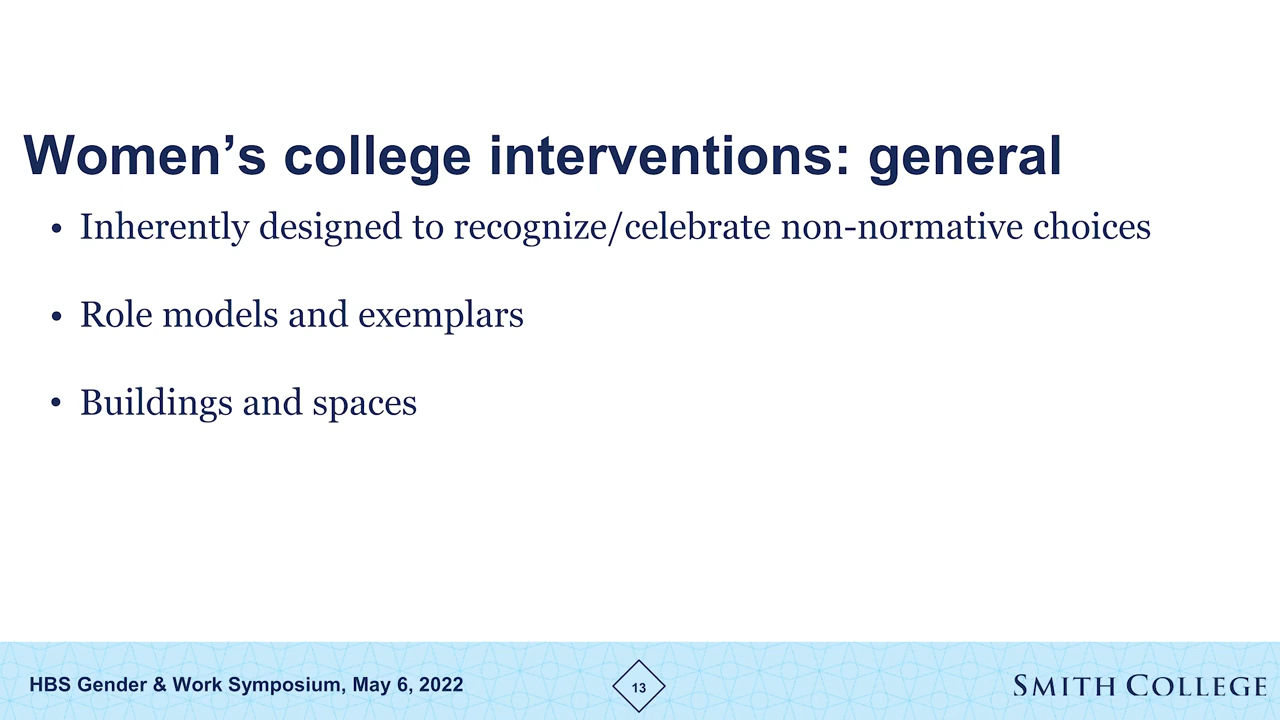 Women’s college interventions: general
• Inherently designed to recognize/celebrate non-normative choices
• Role models and exemplars
• Buildings and spaces
HBS Gender & Work Symposium, May 6, 2022
13
SMITH COLLEGE